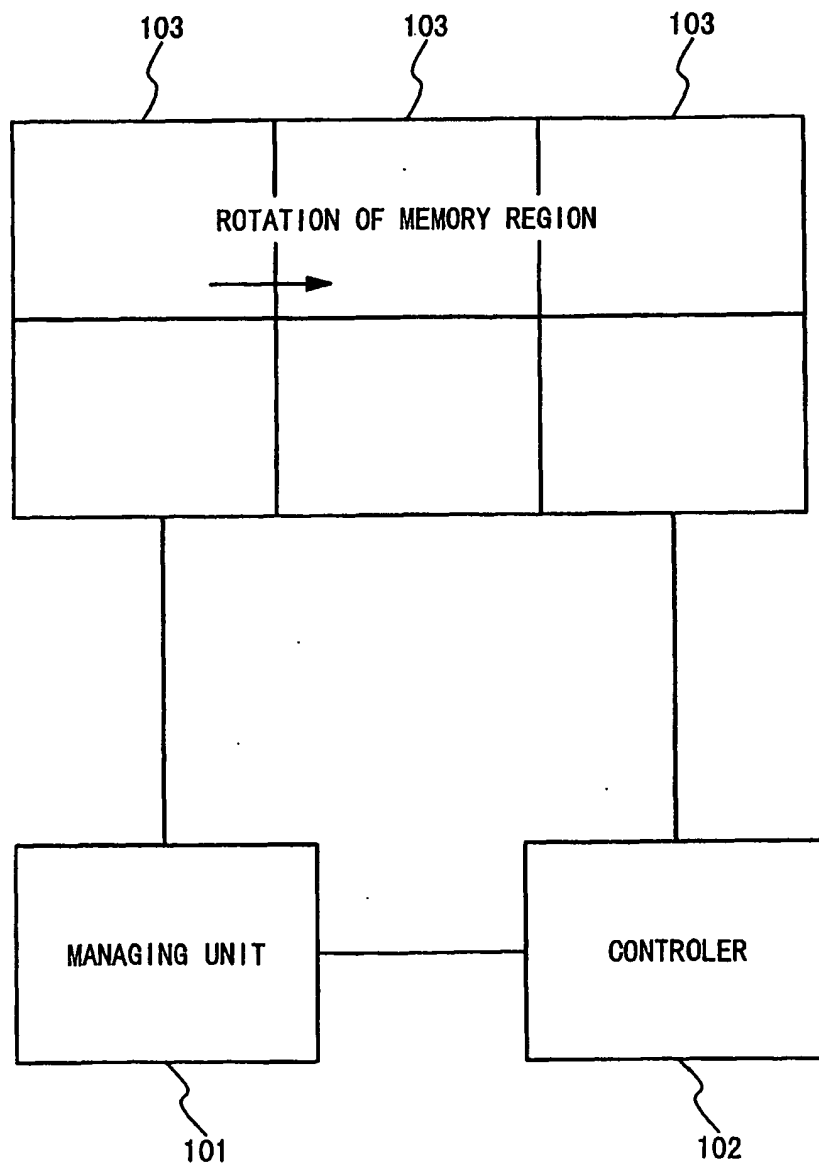 103 103 103
ROTATION OF MEMORY REGION
MANAGING UNIT
CONTROLER
101
102